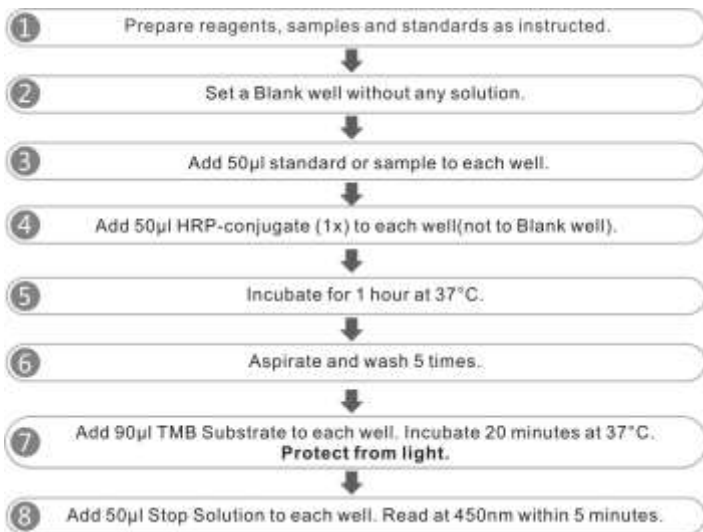 1 Prepare reagents, samples and standards as instructed.
2 Set a Blank well without any solution.
3 Add 50µl standard or sample to each well.
4 Add 50µl HRP-conjugate (1x) to each well(not to Blank well).
5 Incubate for 1 hour at 37°C.
6 Aspirate and wash 5 times.
7 Add 90µl TMB Substrate to each well. Incubate 20 minutes at 37°C.
Protect from light.
8 Add 50µl Stop Solution to each well. Read at 450nm within 5 minutes.